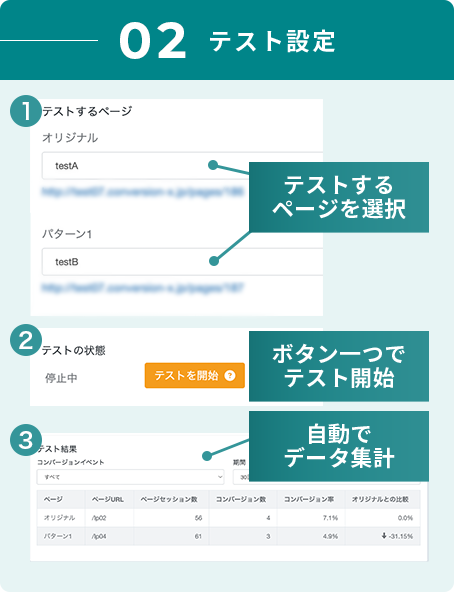 02 テスト設定
1
テストするページ
オリジナル
testA
テストする
ページを選択
パターン1
testB
2
テストの状態
停止中
テストを開始 ?
ボタン一つで
テスト開始
3
テスト結果
自動で
データ集計
コンバージョンイベント
期間
すべて
ページ ページURL ページセッション数 コンバージョン数 コンバージョン率 オリジナルとの比較
オリジナル /lp02 56 4 7.1% 0.0%
パターン1 /lp04 61 3 4.9% -31.15%